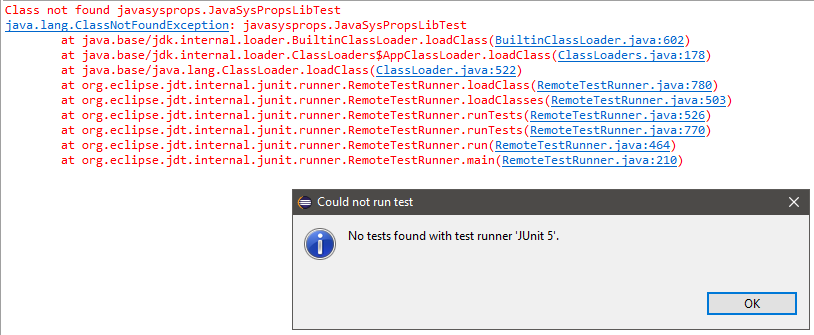 Class not found javasysprops.JavaSysPropsLibTest
java.lang.ClassNotFoundException: javasysprops.JavaSysPropsLibTest
at java.base/jdk.internal.loader.BuiltinClassLoader.loadClass(BuiltinClassLoader.java:602)
at java.base/jdk.internal.loader.ClassLoaders$AppClassLoader.loadClass(ClassLoaders.java:178)
at java.base/java.lang.ClassLoader.loadClass(ClassLoader.java:522)
at org.eclipse.jdt.internal.junit.runner.RemoteTestRunner.loadClass(RemoteTestRunner.java:780)
at org.eclipse.jdt.internal.junit.runner.RemoteTestRunner.loadClasses(RemoteTestRunner.java:503)
at org.eclipse.jdt.internal.junit.runner.RemoteTestRunner.runTests(RemoteTestRunner.java:526)
at org.eclipse.jdt.internal.junit.runner.RemoteTestRunner.runTests(RemoteTestRunner.java:770)
at org.eclipse.jdt.internal.junit.runner.RemoteTestRunner.run(RemoteTestRunner.java:464)
at org.eclipse.jdt.internal.junit.runner.RemoteTestRunner.main(RemoteTestRunner.java:210)
Could not run test
No tests found with test runner 'JUnit 5'.
OK